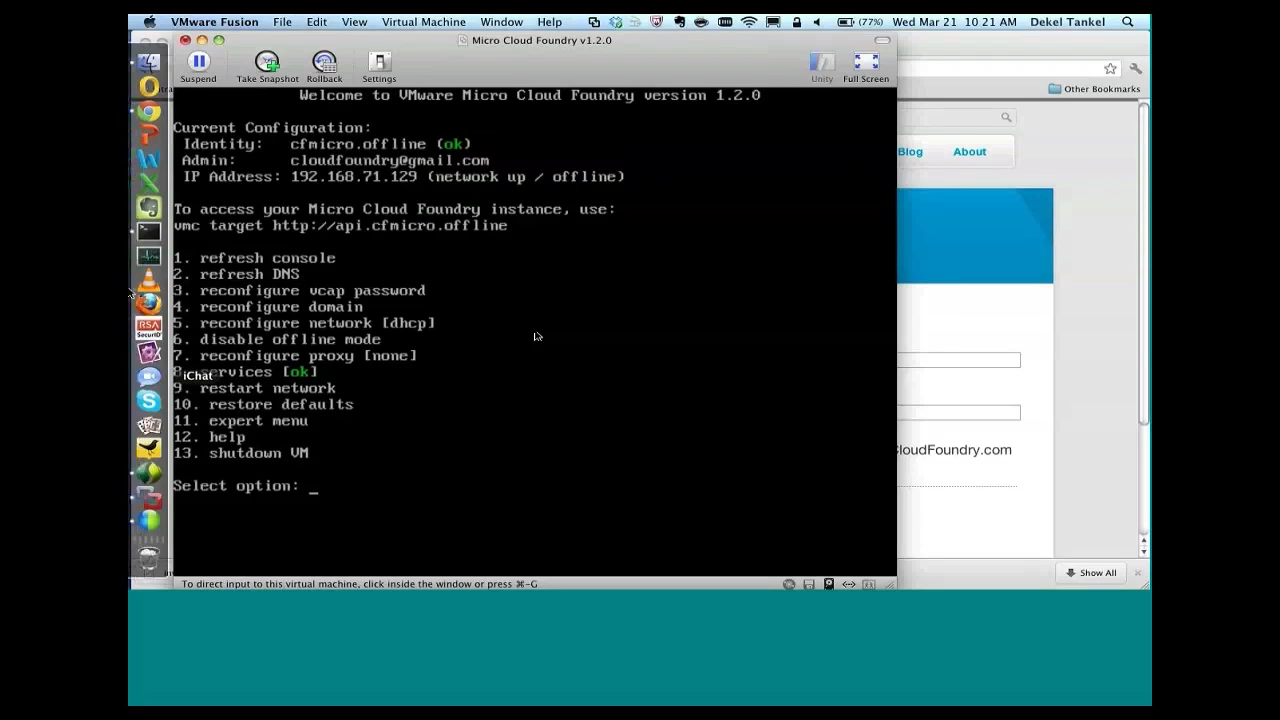 VMware Fusion File Edit View Virtual Machine Window Help (77%) Wed Mar 21 10:21 AM Dekel Tankel
Micro Cloud Foundry v1.2.0
Suspend Take Snapshot Rollback Settings Unity Full Screen
Other Bookmarks
Welcome to VMware Micro Cloud Foundry version 1.2.0
Current Configuration:
Identity: cfmicro.offline (ok)
Admin: cloudfoundry@gmail.com
IP Address: 192.168.71.129 (network up / offline)
To access your Micro Cloud Foundry instance, use:
vmc target http://api.cfmicro.offline
1. refresh console
2. refresh DNS
3. reconfigure vcap password
4. reconfigure domain
5. reconfigure network [dhcp]
6. disable offline mode
7. reconfigure proxy [none]
8. services [ok]
iChat
9. restart network
10. restore defaults
11. expert menu
12. help
13. shutdown VM
Select option: _
Blog About
RSA
SecurID
CloudFoundry.com
To direct input to this virtual machine, click inside the window or press ⌘-G
Show All